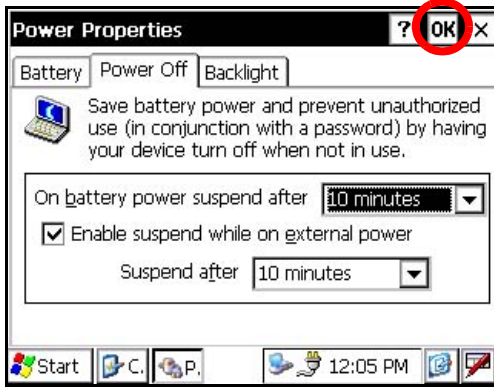 Power Properties ? OK ×
Battery Power Off Backlight
Save battery power and prevent unauthorized
use (in conjunction with a password) by having
your device turn off when not in use.
On battery power suspend after 10 minutes
Enable suspend while on external power
Suspend after 10 minutes
Start C. P. 12:05 PM